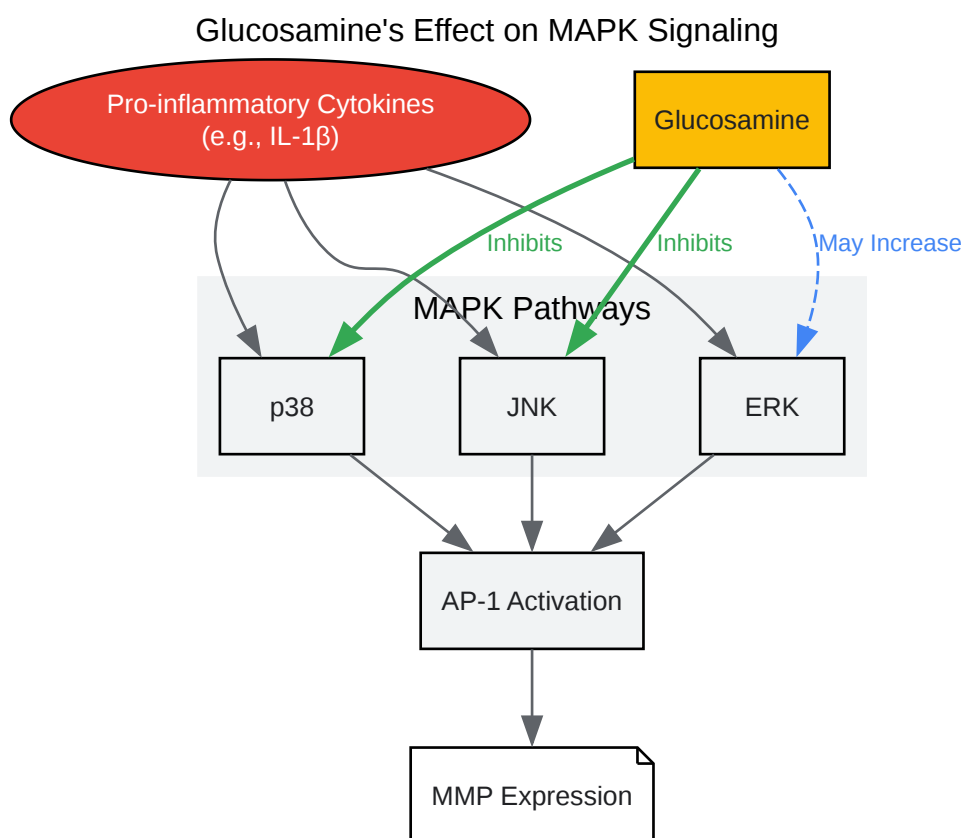 Glucosamine's Effect on MAPK Signaling
Pro-inflammatory Cytokines
(e.g., IL-1β)
Glucosamine
Inhibits
Inhibits
May Increase
MAPK Pathways
p38
JNK
ERK
AP-1 Activation
MMP Expression